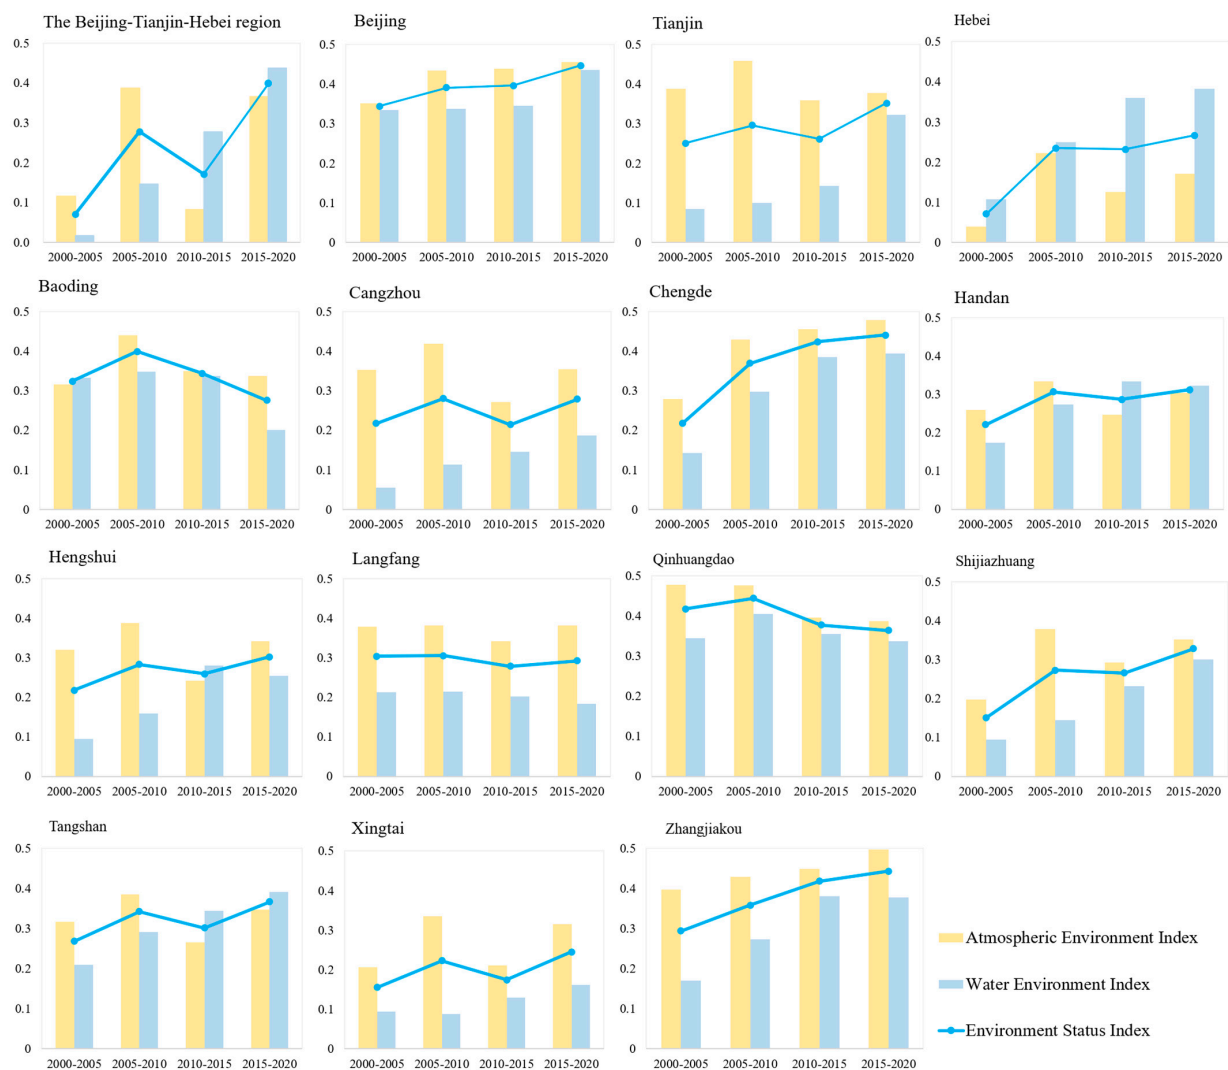 The Beijing-Tianjin-Hebei region
0.5
0.4
0.3
0.2
0.1
0.0
2000-2005 2005-2010 2010-2015 2015-2020
Beijing
0.5
0.4
0.3
0.2
0.1
0
2000-2005 2005-2010 2010-2015 2015-2020
Tianjin
0.5
0.4
0.3
0.2
0.1
0
2000-2005 2005-2010 2010-2015 2015-2020
Hebei
0.5
0.4
0.3
0.2
0.1
0
2000-2005 2005-2010 2010-2015 2015-2020
Baoding
0.5
0.4
0.3
0.2
0.1
0
2000-2005 2005-2010 2010-2015 2015-2020
Cangzhou
0.5
0.4
0.3
0.2
0.1
0
2000-2005 2005-2010 2010-2015 2015-2020
Chengde
0.5
0.4
0.3
0.2
0.1
0
2000-2005 2005-2010 2010-2015 2015-2020
Handan
0.5
0.4
0.3
0.2
0.1
0
2000-2005 2005-2010 2010-2015 2015-2020
Hengshui
0.5
0.4
0.3
0.2
0.1
0
2000-2005 2005-2010 2010-2015 2015-2020
Langfang
0.5
0.4
0.3
0.2
0.1
0
2000-2005 2005-2010 2010-2015 2015-2020
Qinhuangdao
0.5
0.4
0.3
0.2
0.1
0
2000-2005 2005-2010 2010-2015 2015-2020
Shijiazhuang
0.5
0.4
0.3
0.2
0.1
0
2000-2005 2005-2010 2010-2015 2015-2020
Tangshan
0.5
0.4
0.3
0.2
0.1
0
2000-2005 2005-2010 2010-2015 2015-2020
Xingtai
0.5
0.4
0.3
0.2
0.1
0
2000-2005 2005-2010 2010-2015 2015-2020
Zhangjiakou
0.5
0.4
0.3
0.2
0.1
0
2000-2005 2005-2010 2010-2015 2015-2020
Atmospheric Environment Index
Water Environment Index
Environment Status Index